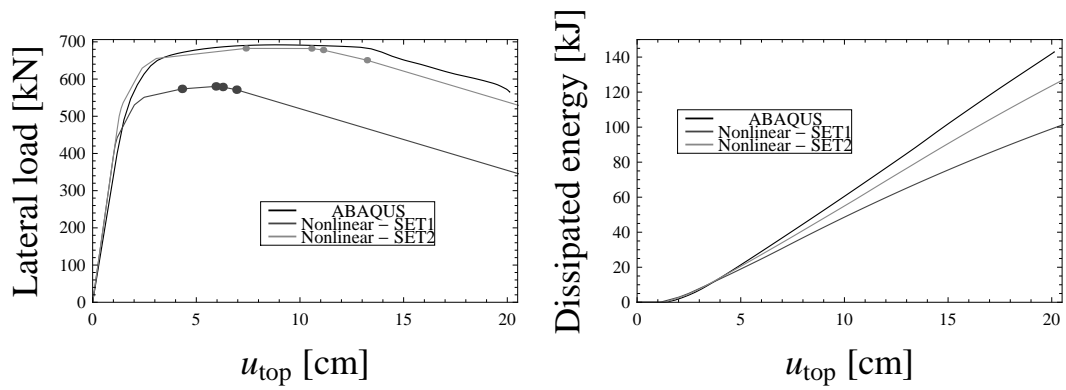 Lateral load [kN]
700
600
500
400
300
200
100
0
0 5 10 15 20
u_top [cm]
ABAQUS
Nonlinear − SET1
Nonlinear − SET2
Dissipated energy [kJ]
140
120
100
80
60
40
20
0
0 5 10 15 20
u_top [cm]
ABAQUS
Nonlinear − SET1
Nonlinear − SET2